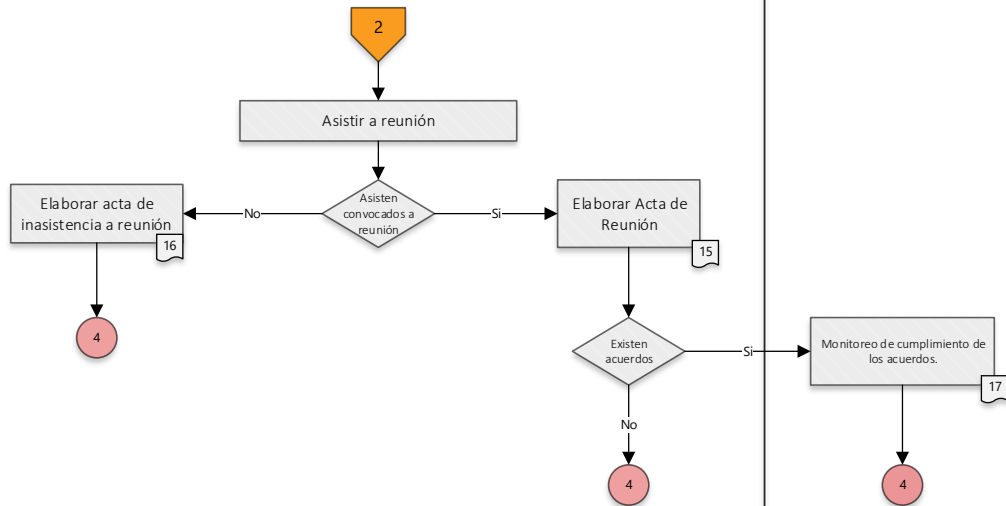 2
Asistir a reunión
Asisten
convocados a
reunión
No
Elaborar acta de
inasistencia a reunión
16
4
Si
Elaborar Acta de
Reunión
15
Existen
acuerdos
No
4
Si
Monitoreo de cumplimiento de
los acuerdos.
17
4